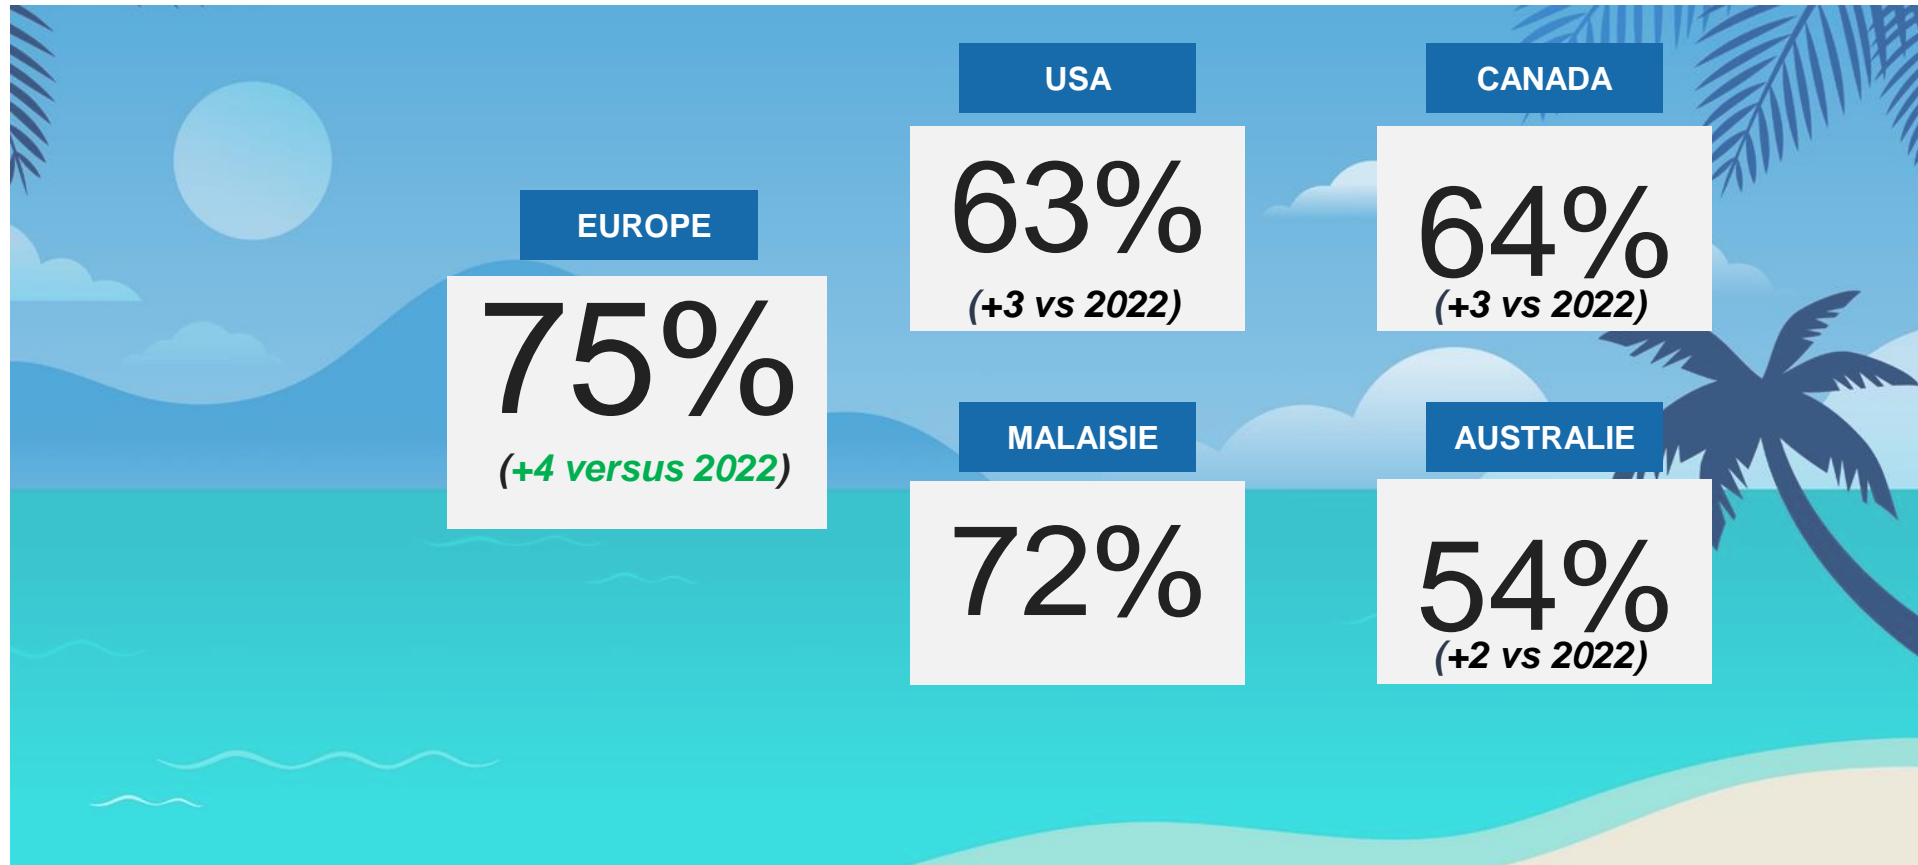 EUROPE
75%
(+4 versus 2022)
USA
63%
(+3 vs 2022)
CANADA
64%
(+3 vs 2022)
MALAISIE
72%
AUSTRALIE
54%
(+2 vs 2022)